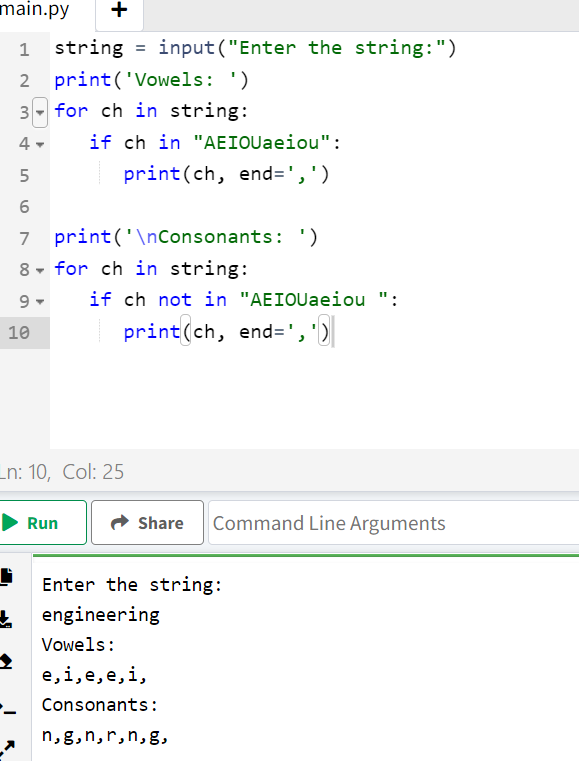 main.py +
1 string = input("Enter the string:")
2 print('Vowels: ')
3 for ch in string:
4 if ch in "AEIOUaeiou":
5 print(ch, end=',')
6
7 print('\nConsonants: ')
8 for ch in string:
9 if ch not in "AEIOUaeiou ":
10 print(ch, end=',')
Ln: 10, Col: 25
Run Share Command Line Arguments
Enter the string:
engineering
Vowels:
e,i,e,e,i,
Consonants:
n,g,n,r,n,g,